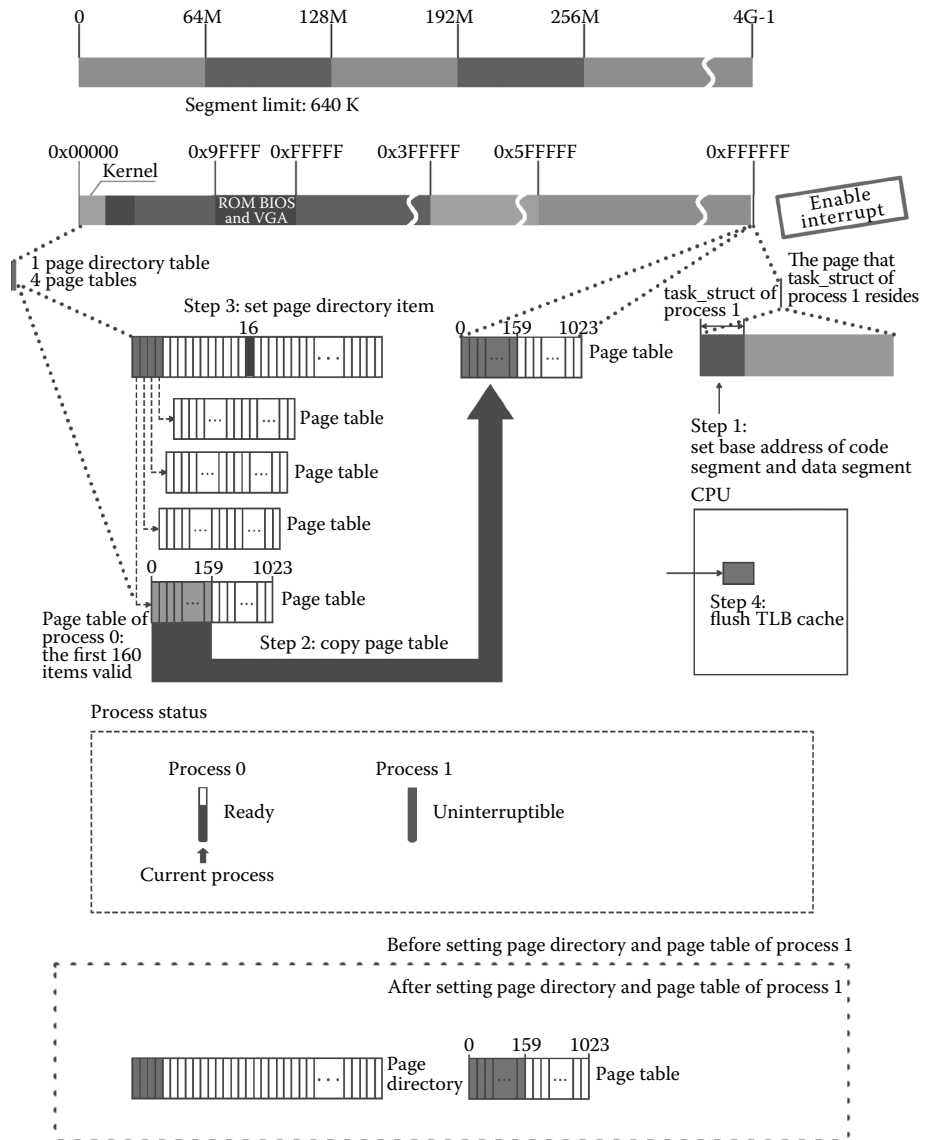 0 64M 128M 192M 256M 4G-1
Segment limit: 640 K
0x00000 0x9FFFF 0xFFFFF 0x3FFFFF 0x5FFFFF 0xFFFFFF
Kernel
ROM BIOS
and VGA
Enable
interrupt
1 page directory table
4 page tables
The page that
task_struct of
process 1 resides
task_struct of
process 1
Step 3: set page directory item
16
...
0 159 1023
... ...
Page table
... ...
Page table
... ...
Page table
... ...
Page table
Step 1:
set base address of code
segment and data segment
CPU
Step 4:
flush TLB cache
0 159 1023
... ...
Page table
Page table of
process 0:
the first 160
items valid
Step 2: copy page table
Process status
Process 0 Process 1
Ready Uninterruptible
Current process
Before setting page directory and page table of process 1
After setting page directory and page table of process 1
...
Page
directory
0 159 1023
... ...
Page table